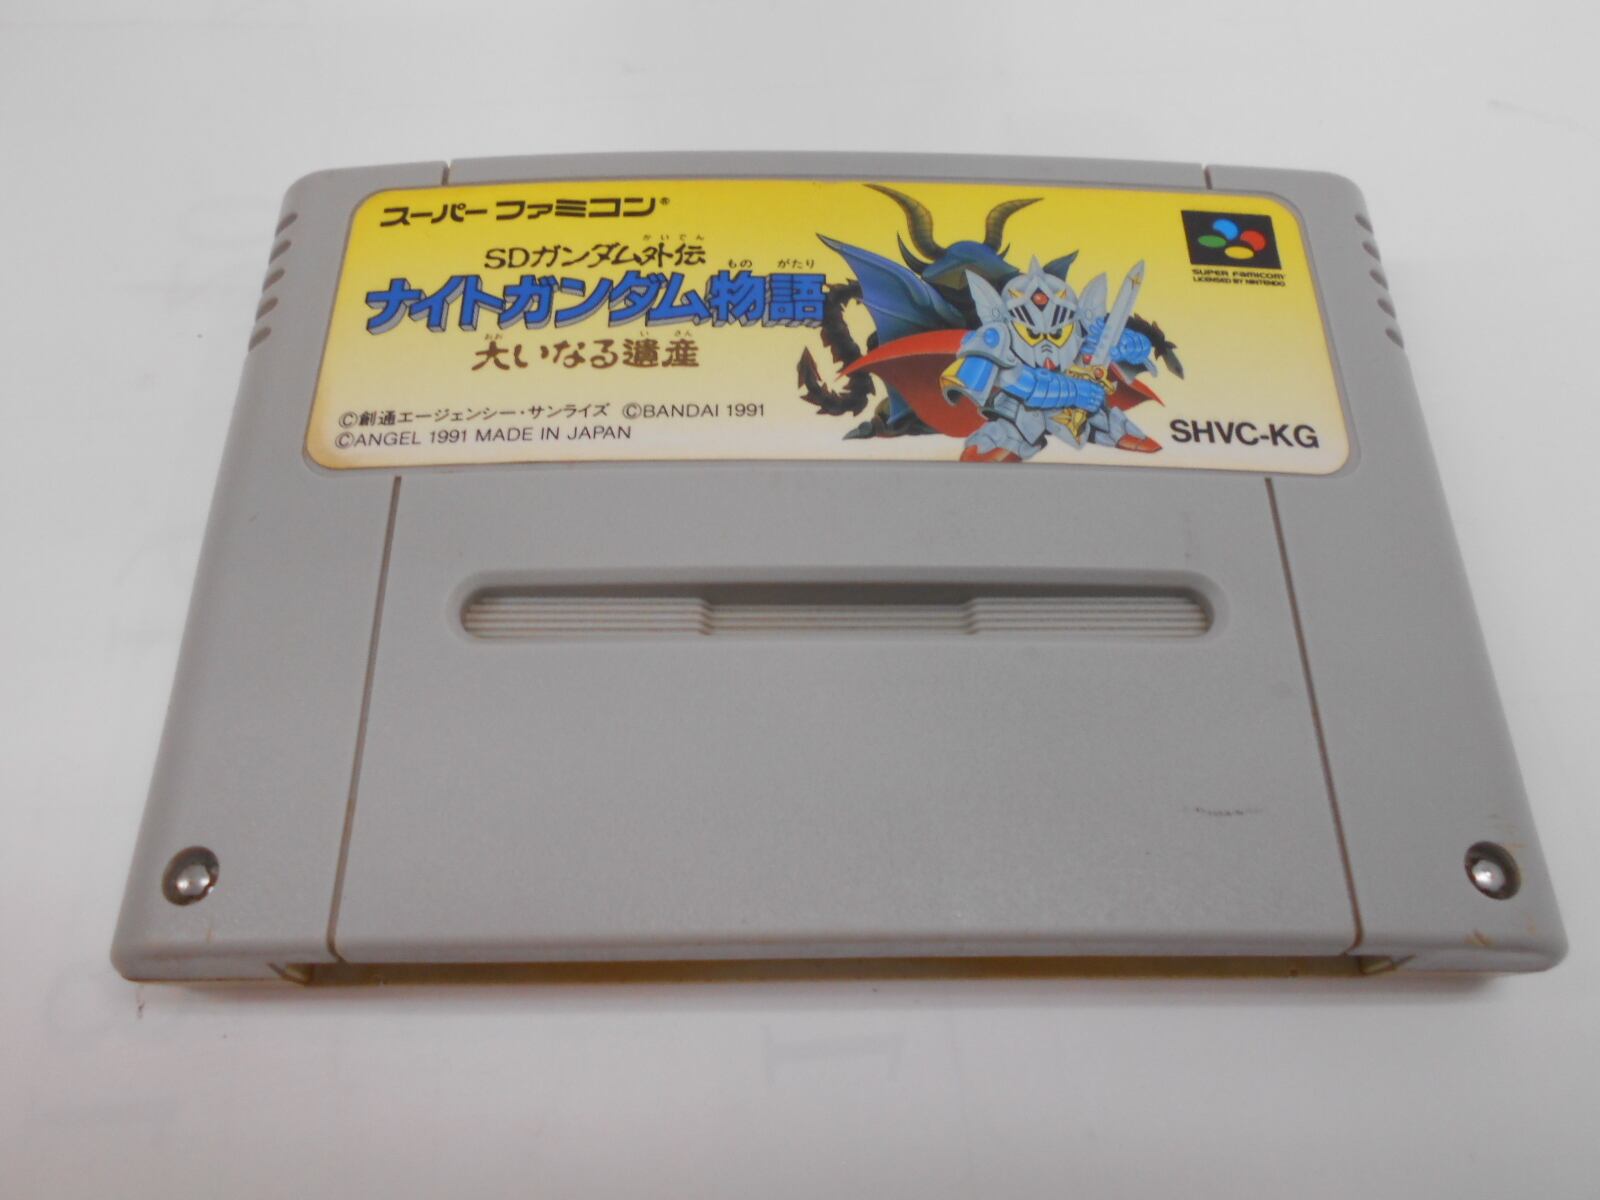 スーパーファミコン®
かいでん
SDガンダム外伝
もの がたり
ナイトガンダム物語
おお い さん
大いなる遺産
©創通エージェンシー・サンライズ ©BANDAI 1991
©ANGEL 1991 MADE IN JAPAN
SUPER FAMICOM
LICENSED BY NINTENDO
SHVC-KG